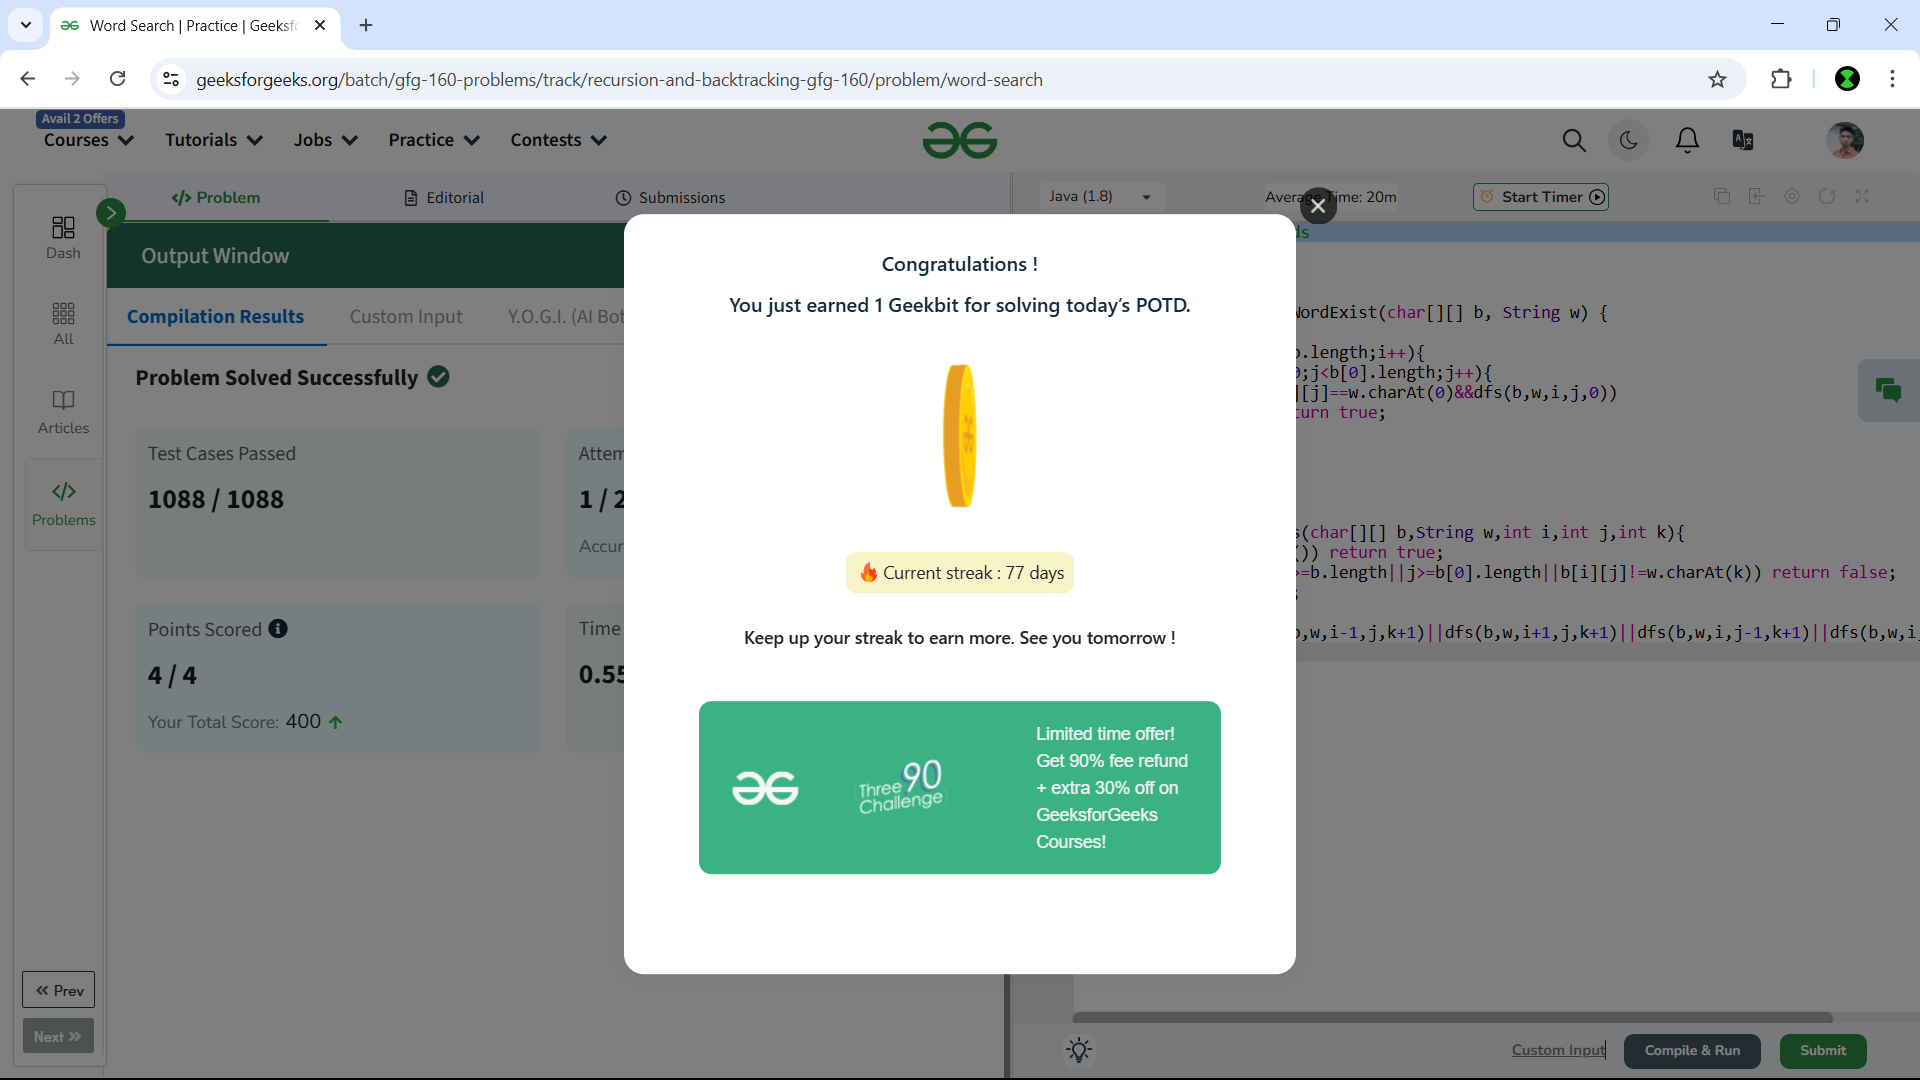 Word Search | Practice | Geeksf
geeksforgeeks.org/batch/gfg-160-problems/track/recursion-and-backtracking-gfg-160/problem/word-search
Avail 2 Offers
Courses
Tutorials
Jobs
Practice
Contests
Problem
Editorial
Submissions
Java (1.8)
Average Time: 20m
Start Timer
Dash
All
Articles
Problems
Prev
Next
Output Window
Compilation Results
Custom Input
Y.O.G.I. (AI Bot
Problem Solved Successfully
Test Cases Passed
1088 / 1088
Attem
1 / 2
Accur
Points Scored
4 / 4
Your Total Score: 400
Time
0.55
Congratulations !
You just earned 1 Geekbit for solving today's POTD.
Current streak : 77 days
Keep up your streak to earn more. See you tomorrow !
Three 90 Challenge
Limited time offer!
Get 90% fee refund
+ extra 30% off on
GeeksforGeeks
Courses!
ds
WordExist(char[][] b, String w) {
b.length;i++){
;j<b[0].length;j++){
[j]==w.charAt(0)&&dfs(b,w,i,j,0))
turn true;
s(char[][] b,String w,int i,int j,int k){
()) return true;
>=b.length||j>=b[0].length||b[i][j]!=w.charAt(k)) return false;
;
b,w,i-1,j,k+1)||dfs(b,w,i+1,j,k+1)||dfs(b,w,i,j-1,k+1)||dfs(b,w,i,
Custom Input
Compile & Run
Submit